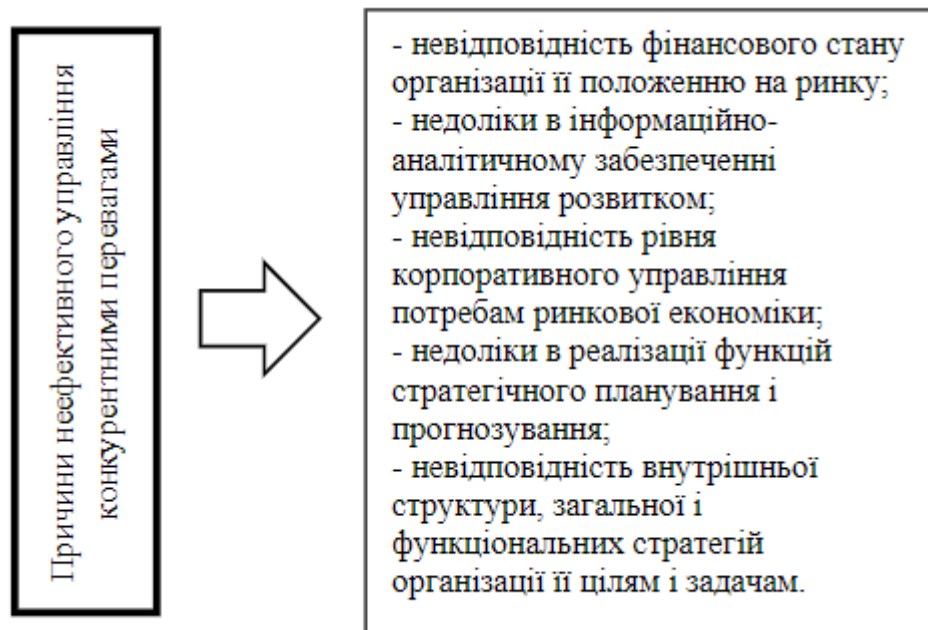 Причини неефективного управління
конкурентними перевагами
- невідповідність фінансового стану
організації її положенню на ринку;
- недоліки в інформаційно-
аналітичному забезпеченні
управління розвитком;
- невідповідність рівня
корпоративного управління
потребам ринкової економіки;
- недоліки в реалізації функцій
стратегічного планування і
прогнозування;
- невідповідність внутрішньої
структури, загальної і
функціональних стратегій
організації її цілям і задачам.